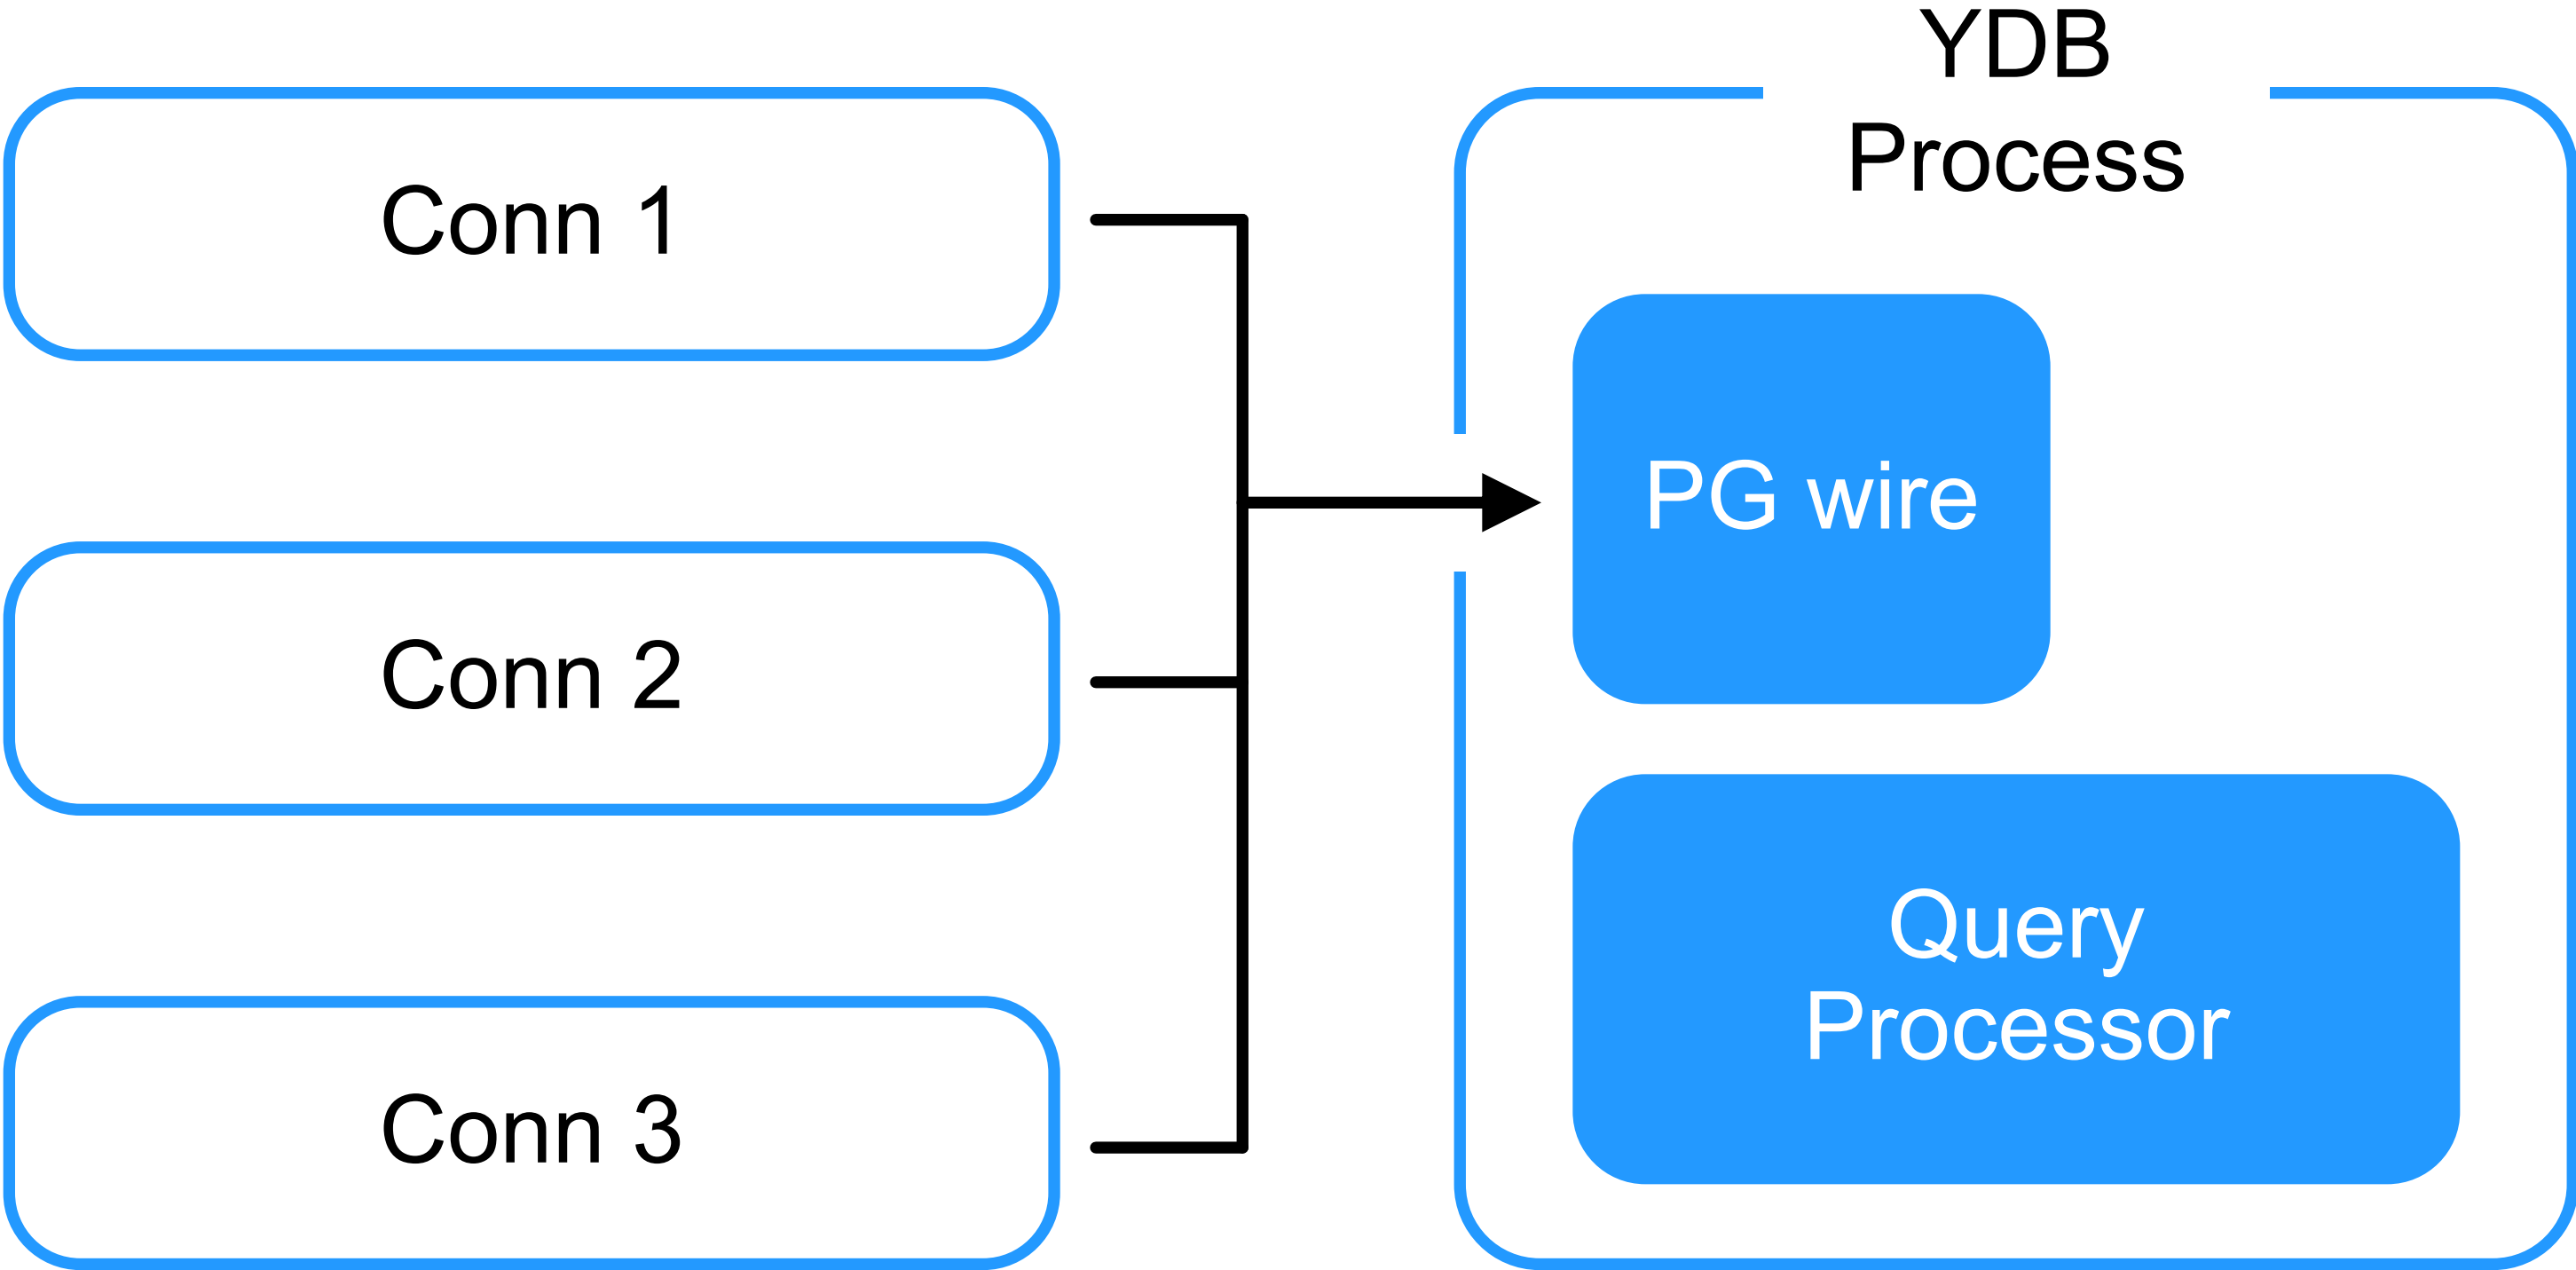 Conn 1
Conn 2
Conn 3
YDB
Process
PG wire
Query
Processor